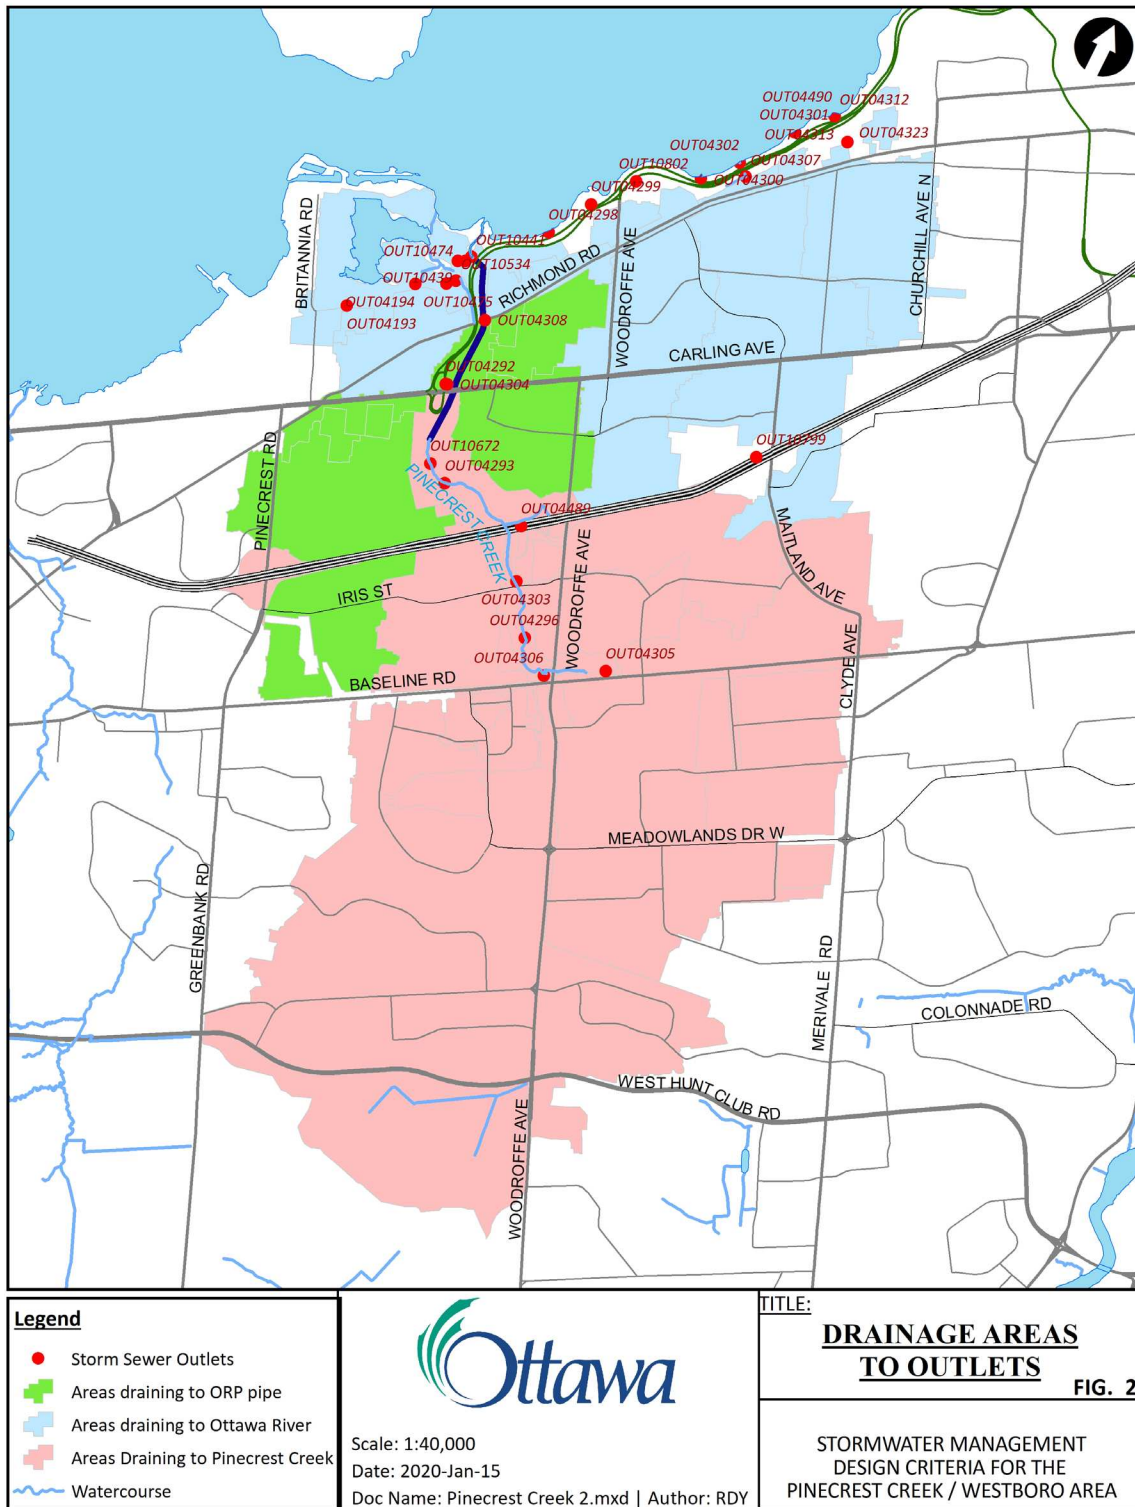 OUT04490
OUT04312
OUT04301
OUT04313
OUT04323
OUT04302
OUT04307
OUT10802
OUT04300
OUT04299
OUT04298
CHURCHILL AVE N
BRITANNIA RD
WOODROFFE AVE
OUT10441
OUT10474
OUT10534
RICHMOND RD
OUT10439
OUT04194
OUT04193
OUT04308
CARLING AVE
OUT04292
OUT04304
PINECREST RD
OUT10672
OUT04293
OUT10799
PINECREST CREEK
OUT04489
MAITLAND AVE
WOODROFFE AVE
IRIS ST
OUT04303
OUT04296
OUT04306
OUT04305
BASELINE RD
CLYDE AVE
MEADOWLANDS DR W
GREENBANK RD
MERIVALE RD
COLONNADE RD
WEST HUNT CLUB RD
WOODROFFE AVE
Legend
Storm Sewer Outlets
Areas draining to ORP pipe
Areas draining to Ottawa River
Areas Draining to Pinecrest Creek
Watercourse
Ottawa
Scale: 1:40,000
Date: 2020-Jan-15
Doc Name: Pinecrest Creek 2.mxd | Author: RDY
TITLE:
DRAINAGE AREAS
TO OUTLETS
FIG. 2
STORMWATER MANAGEMENT
DESIGN CRITERIA FOR THE
PINECREST CREEK / WESTBORO AREA